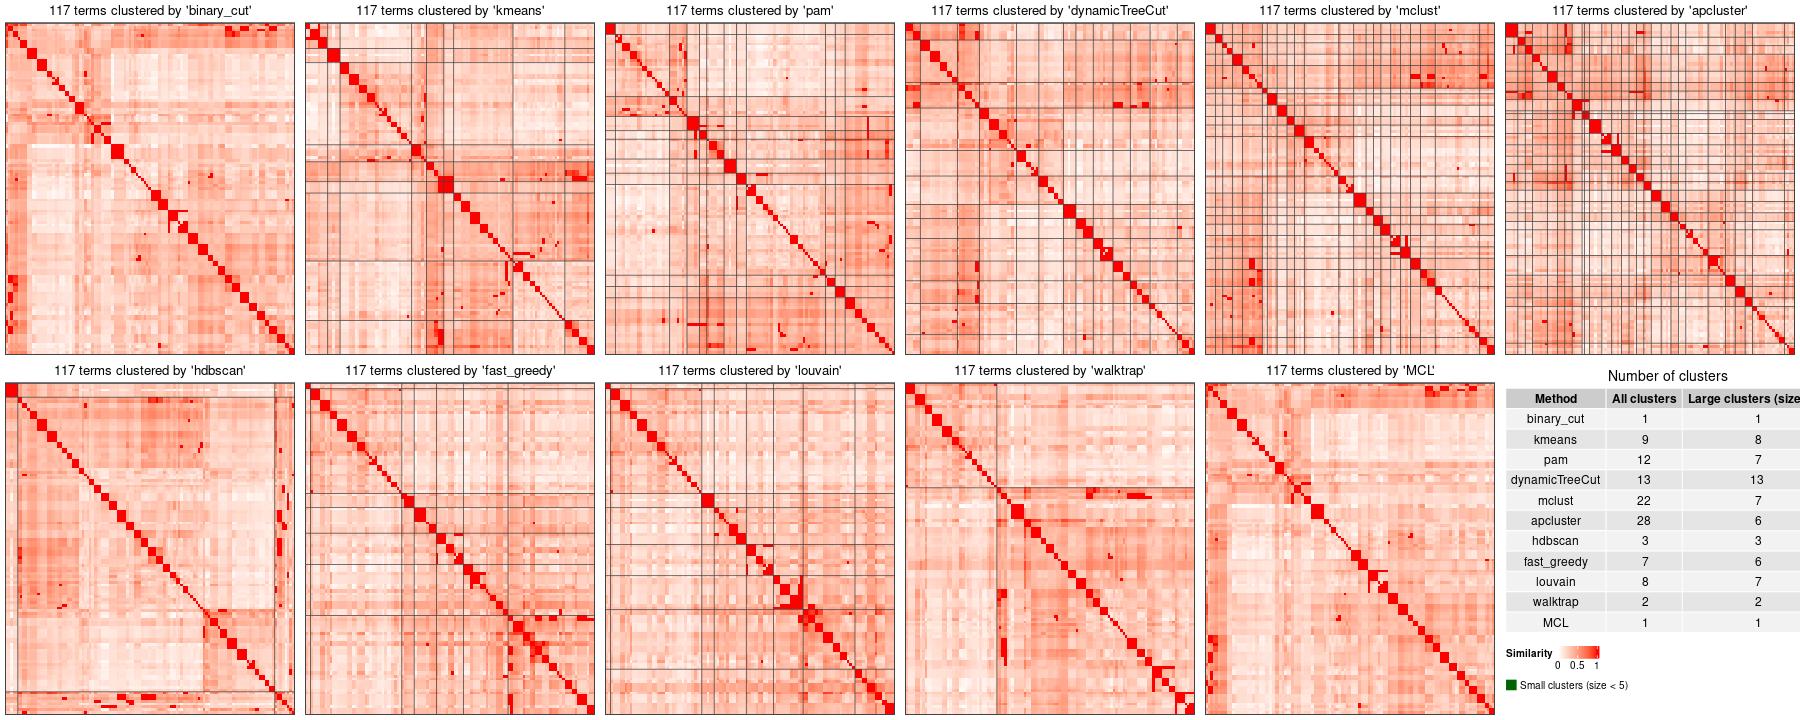 117 terms clustered by 'binary_cut'
117 terms clustered by 'kmeans'
117 terms clustered by 'pam'
117 terms clustered by 'dynamicTreeCut'
117 terms clustered by 'mclust'
117 terms clustered by 'apcluster'
117 terms clustered by 'hdbscan'
117 terms clustered by 'fast_greedy'
117 terms clustered by 'louvain'
117 terms clustered by 'walktrap'
117 terms clustered by 'MCL'
Number of clusters
Method All clusters Large clusters (size
binary_cut 1 1
kmeans 9 8
pam 12 7
dynamicTreeCut 13 13
mclust 22 7
apcluster 28 6
hdbscan 3 3
fast_greedy 7 6
louvain 8 7
walktrap 2 2
MCL 1 1
Similarity
0 0.5 1
Small clusters (size < 5)